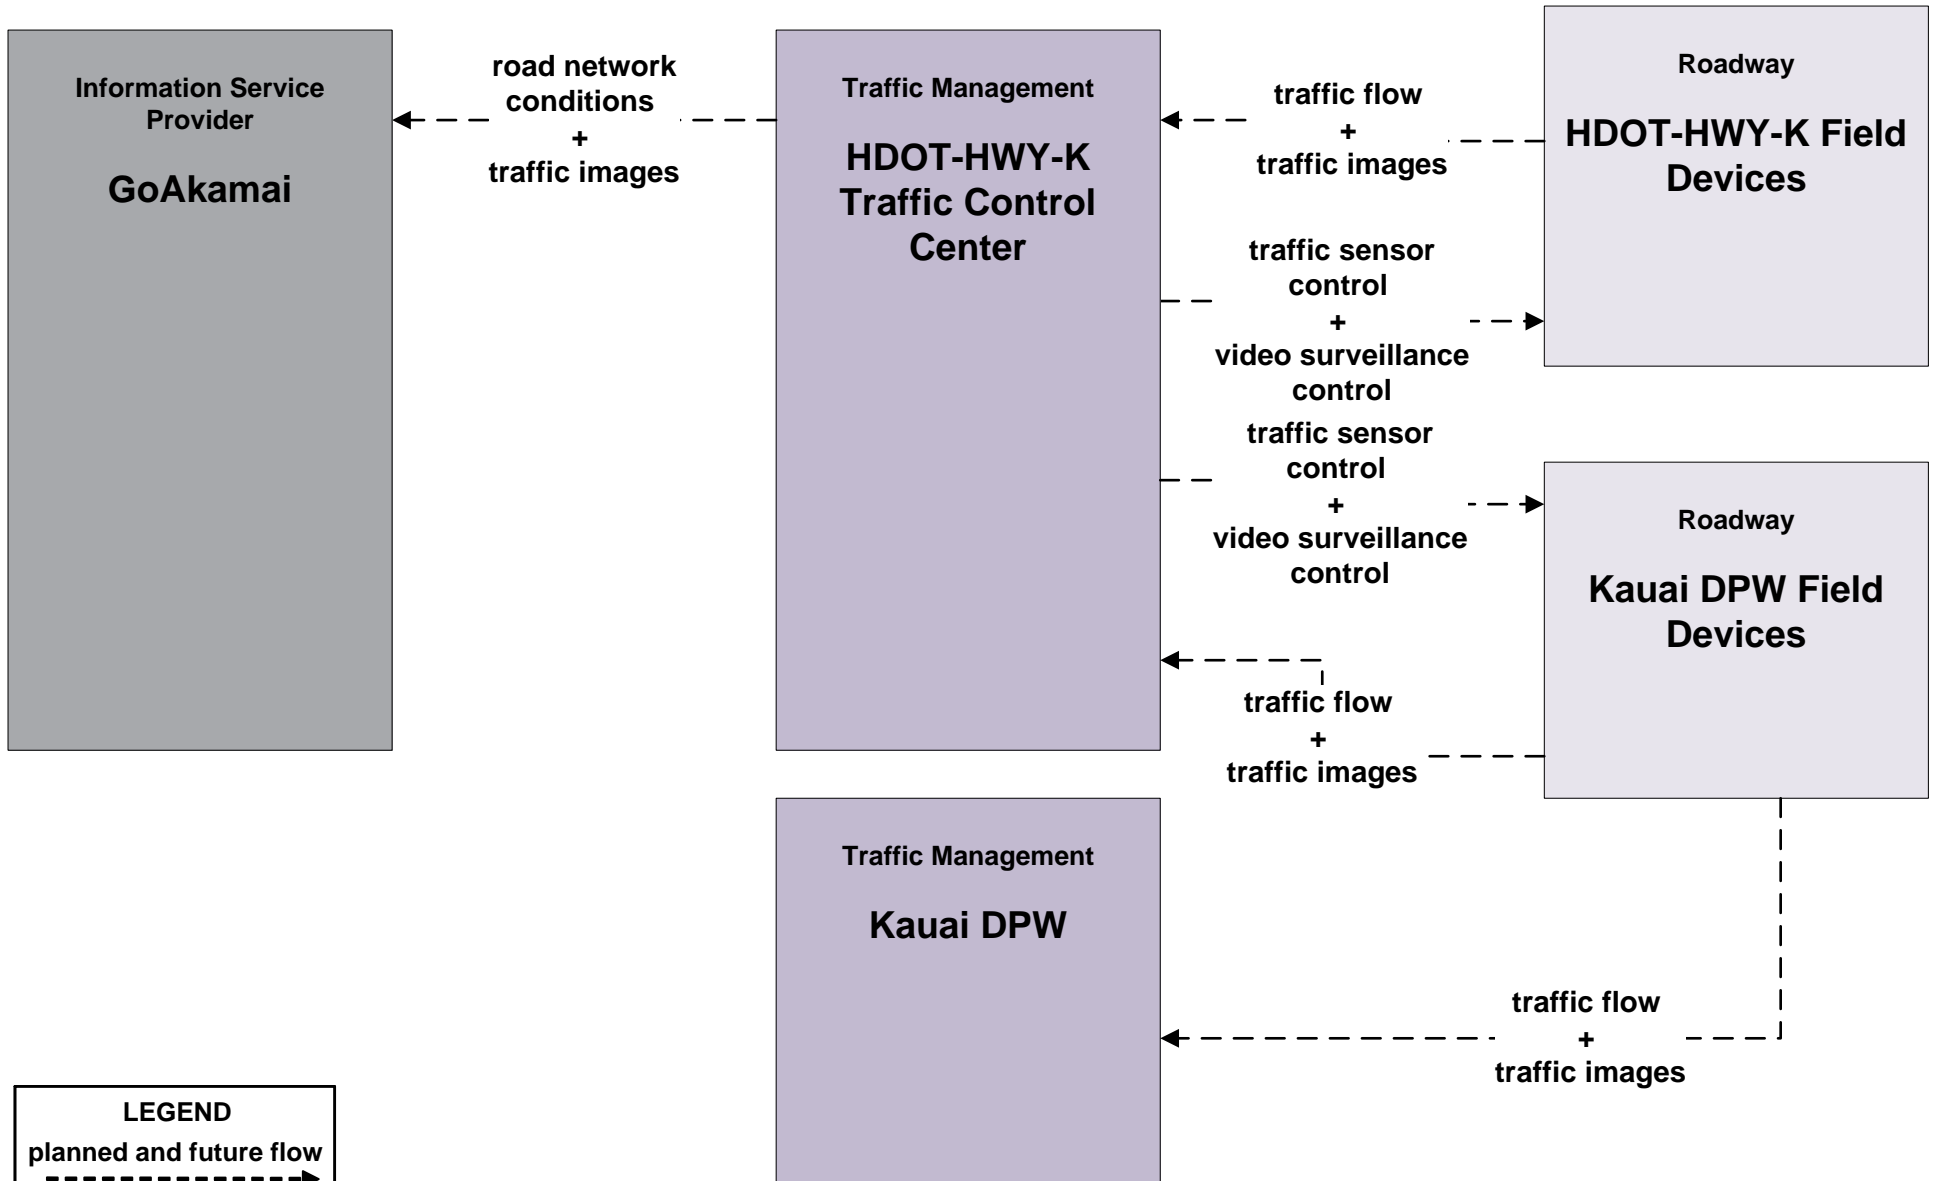 Information Service
Provider
GoAkamai
road network
conditions
+
traffic images
Traffic Management
HDOT-HWY-K
Traffic Control
Center
traffic flow
+
traffic images
Roadway
HDOT-HWY-K Field
Devices
traffic sensor
control
+
video surveillance
control
traffic sensor
control
+
video surveillance
control
Roadway
Kauai DPW Field
Devices
traffic flow
+
traffic images
Traffic Management
Kauai DPW
traffic flow
+
traffic images
LEGEND
planned and future flow